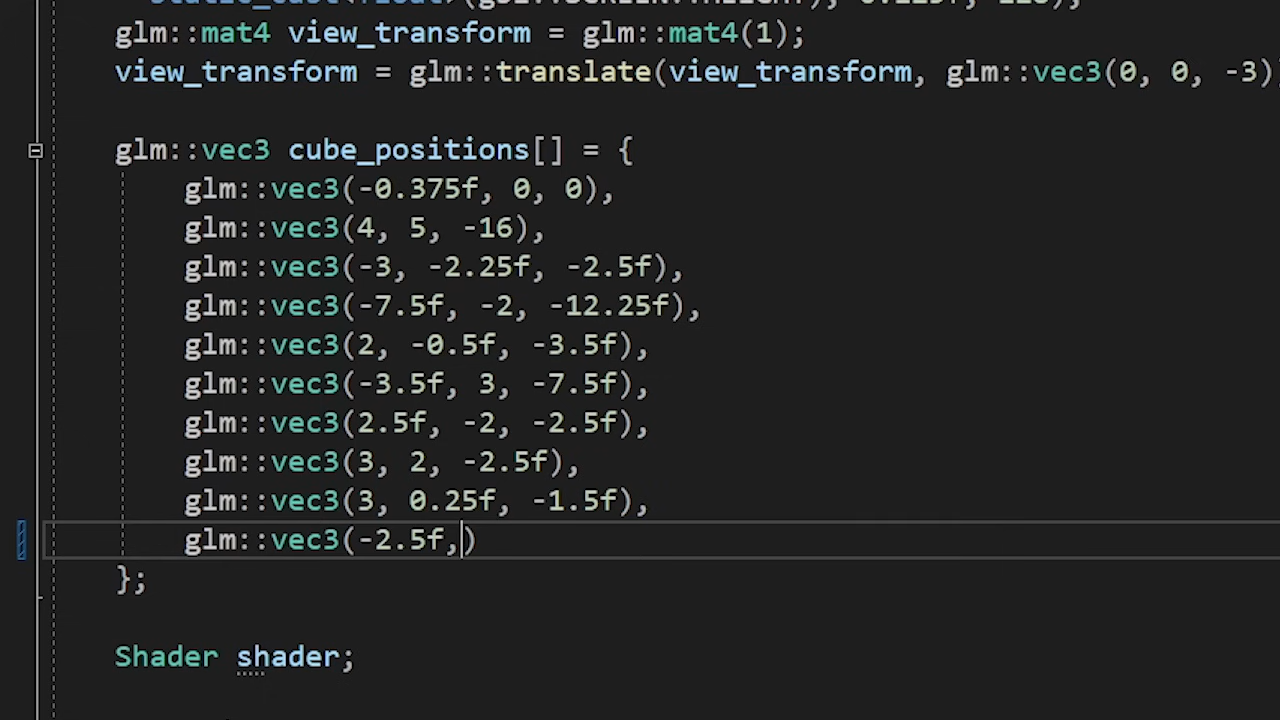 glm::mat4 view_transform = glm::mat4(1);
view_transform = glm::translate(view_transform, glm::vec3(0, 0, -3)
glm::vec3 cube_positions[] = {
glm::vec3(-0.375f, 0, 0),
glm::vec3(4, 5, -16),
glm::vec3(-3, -2.25f, -2.5f),
glm::vec3(-7.5f, -2, -12.25f),
glm::vec3(2, -0.5f, -3.5f),
glm::vec3(-3.5f, 3, -7.5f),
glm::vec3(2.5f, -2, -2.5f),
glm::vec3(3, 2, -2.5f),
glm::vec3(3, 0.25f, -1.5f),
glm::vec3(-2.5f,)
};
Shader shader;